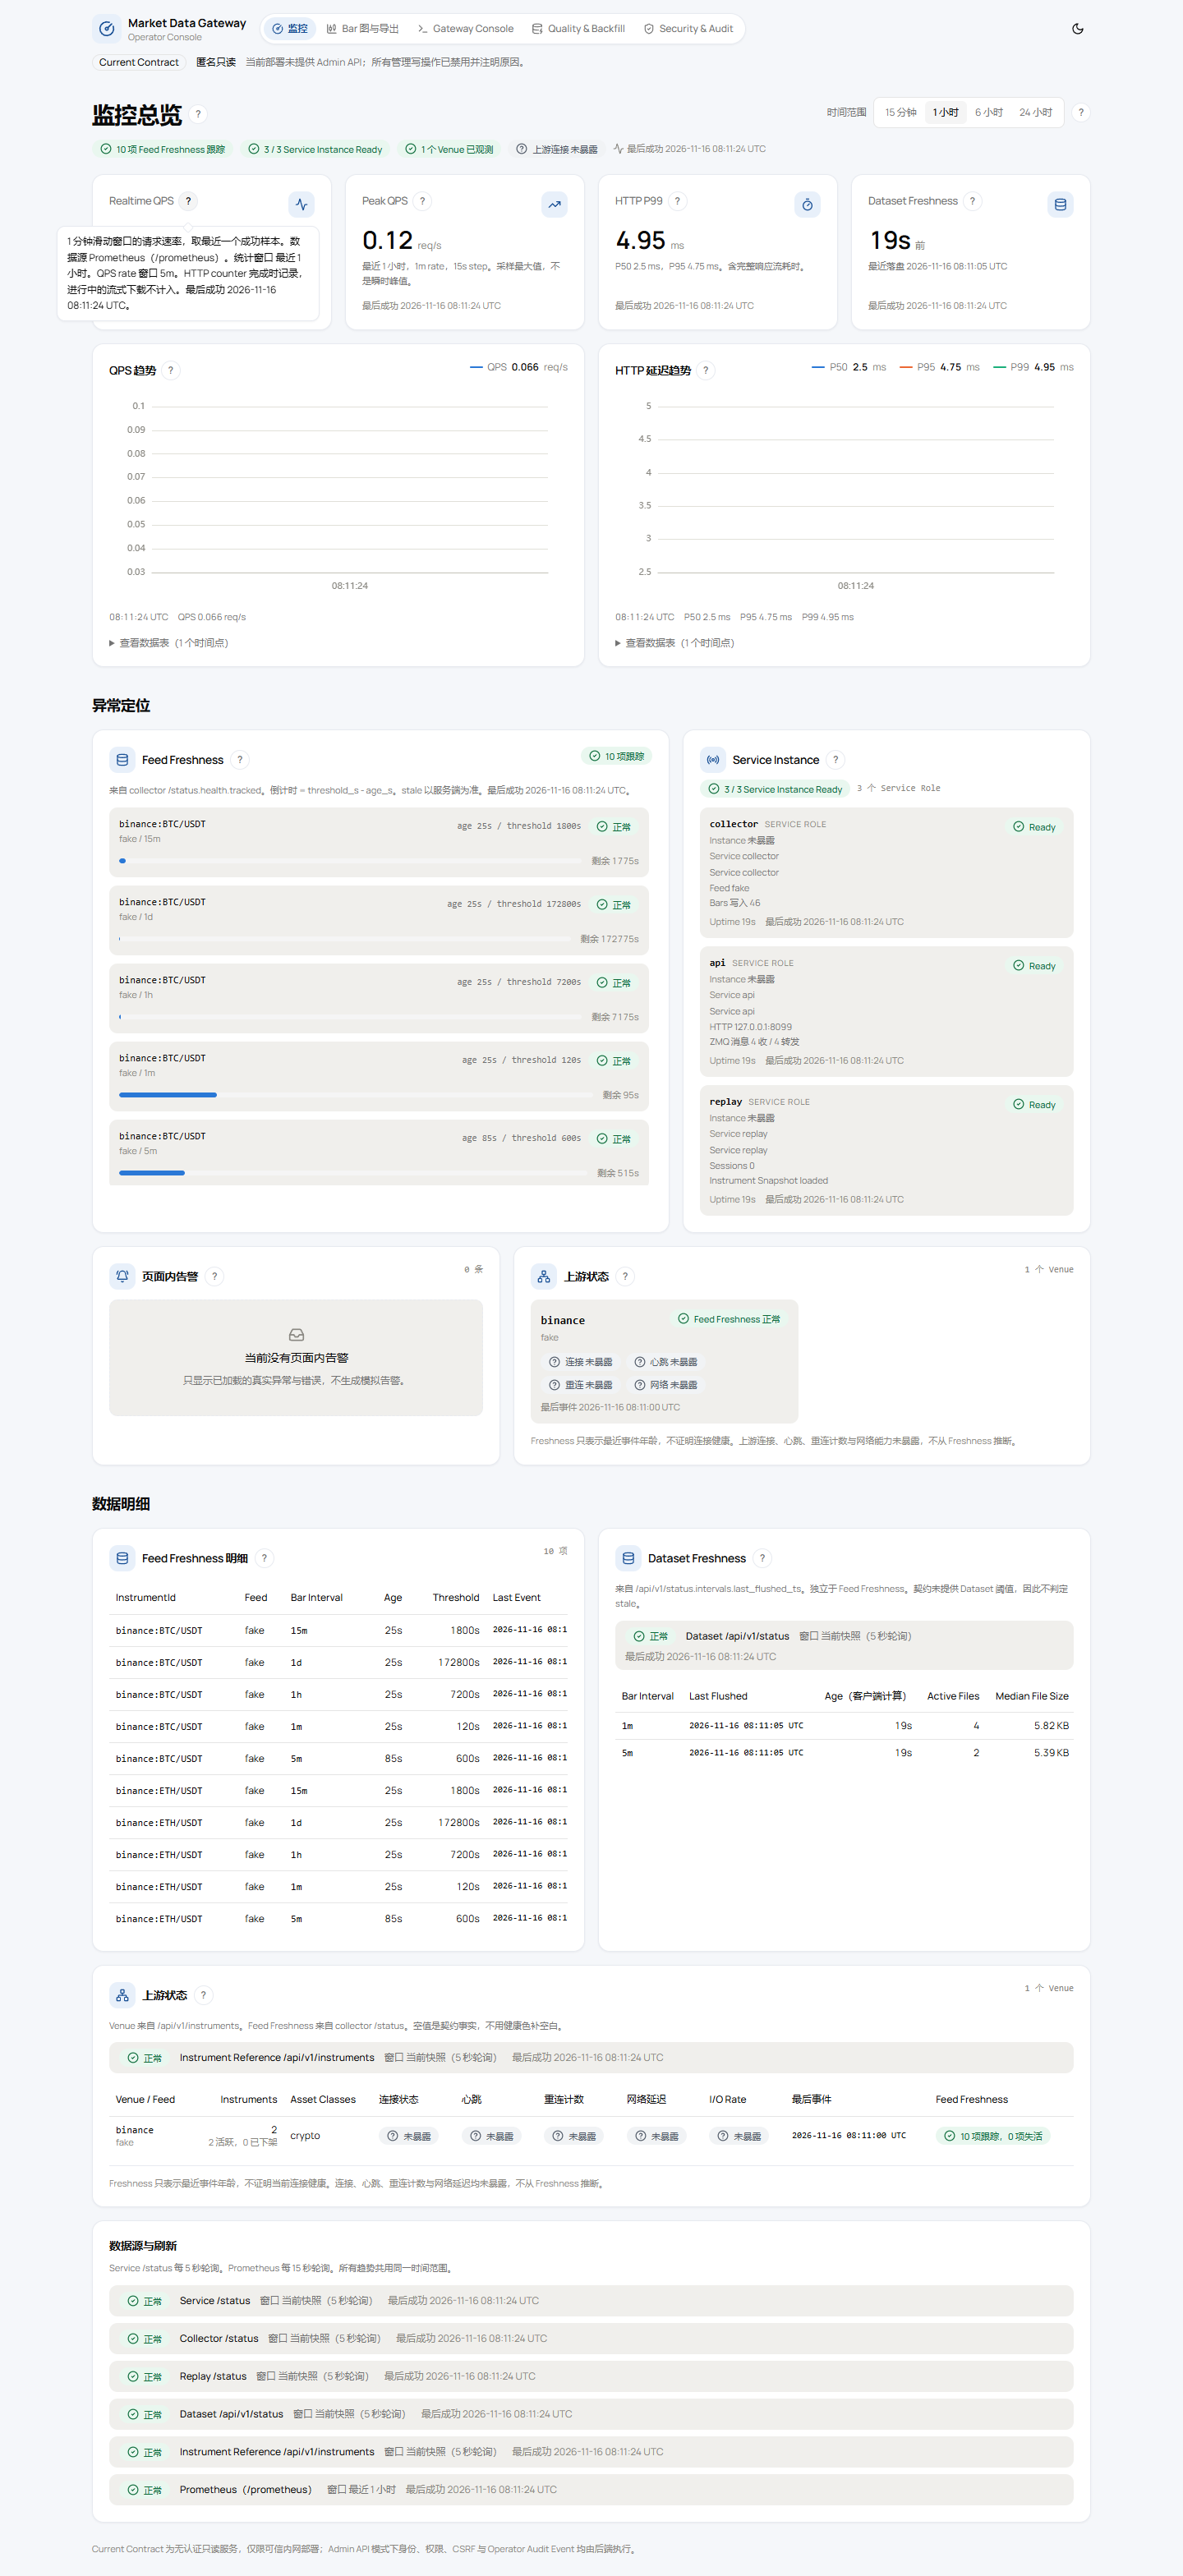 Market Data Gateway
Operator Console
监控
Bar 图与导出
Gateway Console
Quality & Backfill
Security & Audit
Current Contract 匿名只读 当前部署未提供 Admin API；所有管理写操作已禁用并注明原因。
监控总览 ?
时间范围 15 分钟 1 小时 6 小时 24 小时 ?
10 项 Feed Freshness 跟踪 3 / 3 Service Instance Ready 1 个 Venue 已观测 上游连接 未暴露 最后成功 2026-11-16 08:11:24 UTC
Realtime QPS ?
1 分钟滑动窗口的请求速率，取最近一个成功样本。数
据源 Prometheus（/prometheus）。统计窗口 最近 1
小时。QPS rate 窗口 5m。HTTP counter 完成时记录，
进行中的流式下载不计入。最后成功 2026-11-16
08:11:24 UTC。
Peak QPS ?
0.12 req/s
最近 1 小时，1m rate，15s step。采样最大值，不
是瞬时峰值。
最后成功 2026-11-16 08:11:24 UTC
HTTP P99 ?
4.95 ms
P50 2.5 ms，P95 4.75 ms。含完整响应流耗时。
最后成功 2026-11-16 08:11:24 UTC
Dataset Freshness ?
19s 前
最近落盘 2026-11-16 08:11:05 UTC
最后成功 2026-11-16 08:11:24 UTC
QPS 趋势 ?
QPS 0.066 req/s
0.1
0.09
0.08
0.07
0.06
0.05
0.04
0.03
08:11:24
08:11:24 UTC QPS 0.066 req/s
查看数据表（1 个时间点）
HTTP 延迟趋势 ?
P50 2.5 ms P95 4.75 ms P99 4.95 ms
5
4.5
4
3.5
3
2.5
08:11:24
08:11:24 UTC P50 2.5 ms P95 4.75 ms P99 4.95 ms
查看数据表（1 个时间点）
异常定位
Feed Freshness ?
10 项跟踪
来自 collector /status.health.tracked。倒计时 = threshold_s - age_s。stale 以服务端为准。最后成功 2026-11-16 08:11:24 UTC。
binance:BTC/USDT age 25s / threshold 1800s 正常
fake / 15m
剩余 1775s
binance:BTC/USDT age 25s / threshold 172800s 正常
fake / 1d
剩余 172775s
binance:BTC/USDT age 25s / threshold 7200s 正常
fake / 1h
剩余 7175s
binance:BTC/USDT age 25s / threshold 120s 正常
fake / 1m
剩余 95s
binance:BTC/USDT age 85s / threshold 600s 正常
fake / 5m
剩余 515s
Service Instance ?
3 / 3 Service Instance Ready 3 个 Service Role
collector SERVICE ROLE Ready
Instance 未暴露
Service collector
Service collector
Feed fake
Bars 写入 46
Uptime 19s 最后成功 2026-11-16 08:11:24 UTC
api SERVICE ROLE Ready
Instance 未暴露
Service api
Service api
HTTP 127.0.0.1:8099
ZMQ 消息 4 收 / 4 转发
Uptime 19s 最后成功 2026-11-16 08:11:24 UTC
replay SERVICE ROLE Ready
Instance 未暴露
Service replay
Service replay
Sessions 0
Instrument Snapshot loaded
Uptime 19s 最后成功 2026-11-16 08:11:24 UTC
页面内告警 ?
0 条
当前没有页面内告警
只显示已加载的真实异常与错误，不生成模拟告警。
上游状态 ?
1 个 Venue
binance Feed Freshness 正常
fake
连接 未暴露 心跳 未暴露
重连 未暴露 网络 未暴露
最后事件 2026-11-16 08:11:00 UTC
Freshness 只表示最近事件年龄，不证明连接健康。上游连接、心跳、重连计数与网络能力未暴露，不从 Freshness 推断。
数据明细
Feed Freshness 明细 ?
10 项
InstrumentId Feed Bar Interval Age Threshold Last Event
binance:BTC/USDT fake 15m 25s 1800s 2026-11-16 08:1
binance:BTC/USDT fake 1d 25s 172800s 2026-11-16 08:1
binance:BTC/USDT fake 1h 25s 7200s 2026-11-16 08:1
binance:BTC/USDT fake 1m 25s 120s 2026-11-16 08:1
binance:BTC/USDT fake 5m 85s 600s 2026-11-16 08:1
binance:ETH/USDT fake 15m 25s 1800s 2026-11-16 08:1
binance:ETH/USDT fake 1d 25s 172800s 2026-11-16 08:1
binance:ETH/USDT fake 1h 25s 7200s 2026-11-16 08:1
binance:ETH/USDT fake 1m 25s 120s 2026-11-16 08:1
binance:ETH/USDT fake 5m 85s 600s 2026-11-16 08:1
Dataset Freshness ?
来自 /api/v1/status.intervals.last_flushed_ts。独立于 Feed Freshness。契约未提供 Dataset 阈值，因此不判定
stale。
正常 Dataset /api/v1/status 窗口 当前快照（5 秒轮询）
最后成功 2026-11-16 08:11:24 UTC
Bar Interval Last Flushed Age（客户端计算） Active Files Median File Size
1m 2026-11-16 08:11:05 UTC 19s 4 5.82 KB
5m 2026-11-16 08:11:05 UTC 19s 2 5.39 KB
上游状态 ?
1 个 Venue
Venue 来自 /api/v1/instruments。Feed Freshness 来自 collector /status。空值是契约事实，不用健康色补空白。
正常 Instrument Reference /api/v1/instruments 窗口 当前快照（5 秒轮询） 最后成功 2026-11-16 08:11:24 UTC
Venue / Feed Instruments Asset Classes 连接状态 心跳 重连计数 网络延迟 I/O Rate 最后事件 Feed Freshness
binance 2 crypto 未暴露 未暴露 未暴露 未暴露 未暴露 2026-11-16 08:11:00 UTC 10 项跟踪，0 项失活
fake 2 活跃，0 已下架
Freshness 只表示最近事件年龄，不证明当前连接健康。连接、心跳、重连计数与网络延迟均未暴露，不从 Freshness 推断。
数据源与刷新
Service /status 每 5 秒轮询。Prometheus 每 15 秒轮询。所有趋势共用同一时间范围。
正常 Service /status 窗口 当前快照（5 秒轮询） 最后成功 2026-11-16 08:11:24 UTC
正常 Collector /status 窗口 当前快照（5 秒轮询） 最后成功 2026-11-16 08:11:24 UTC
正常 Replay /status 窗口 当前快照（5 秒轮询） 最后成功 2026-11-16 08:11:24 UTC
正常 Dataset /api/v1/status 窗口 当前快照（5 秒轮询） 最后成功 2026-11-16 08:11:24 UTC
正常 Instrument Reference /api/v1/instruments 窗口 当前快照（5 秒轮询） 最后成功 2026-11-16 08:11:24 UTC
正常 Prometheus（/prometheus） 窗口 最近 1 小时 最后成功 2026-11-16 08:11:24 UTC
Current Contract 为无认证只读服务，仅限可信内网部署；Admin API 模式下身份、权限、CSRF 与 Operator Audit Event 均由后端执行。